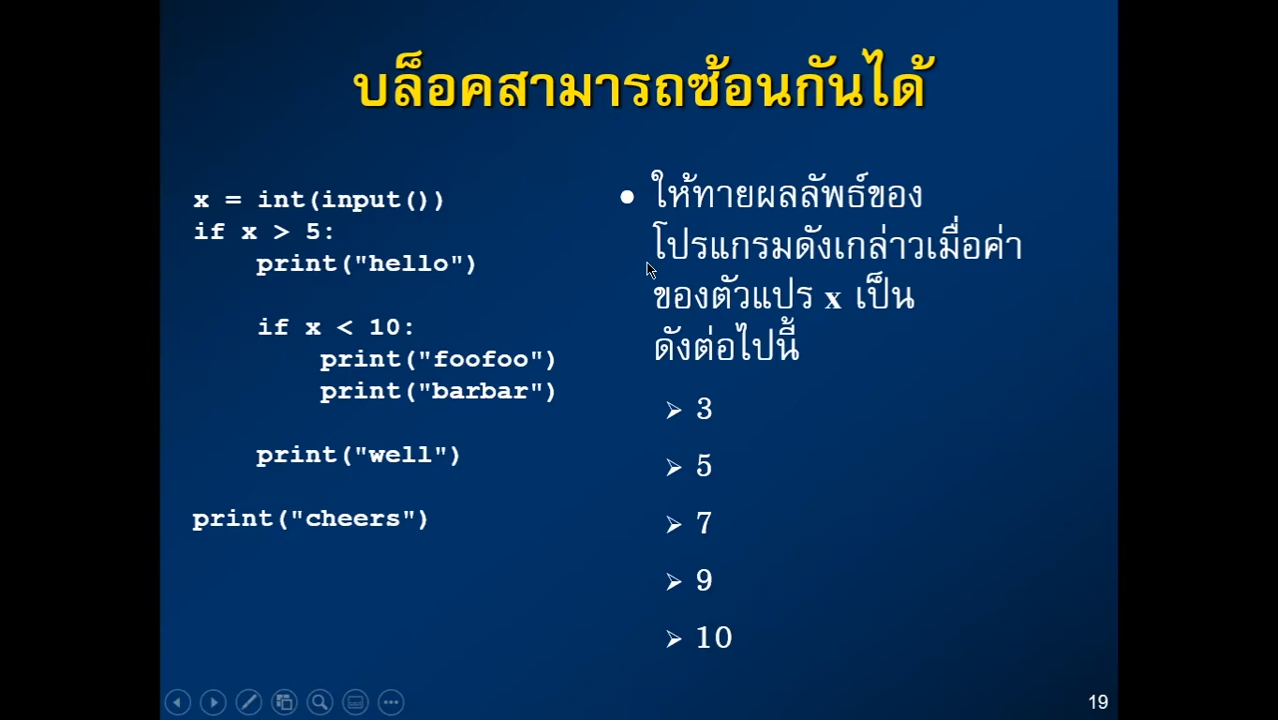 บล็อคสามารถซ้อนกันได้
x = int(input())
if x > 5:
    print("hello")
    if x < 10:
        print("foofoo")
        print("barbar")
    print("well")
print("cheers")
• ให้ทายผลลัพธ์ของ
โปรแกรมดังกล่าวเมื่อค่า
ของตัวแปร x เป็น
ดังต่อไปนี้
➢ 3
➢ 5
➢ 7
➢ 9
➢ 10
19